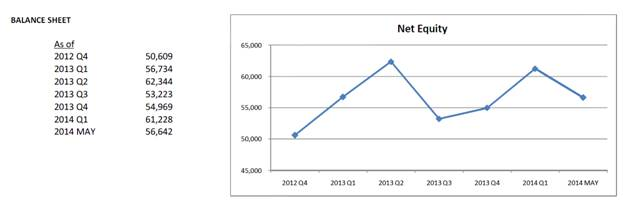 BALANCE SHEET
As of
2012 Q4 50,609
2013 Q1 56,734
2013 Q2 62,344
2013 Q3 53,223
2013 Q4 54,969
2014 Q1 61,228
2014 MAY 56,642
Net Equity
65,000
60,000
55,000
50,000
45,000
2012 Q4 2013 Q1 2013 Q2 2013 Q3 2013 Q4 2014 Q1 2014 MAY